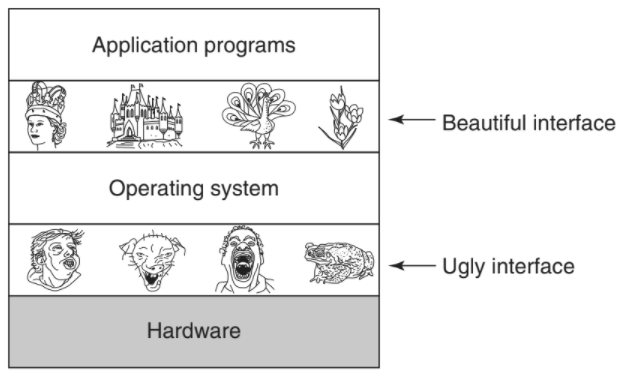 Application programs
Beautiful interface
Operating system
Ugly interface
Hardware